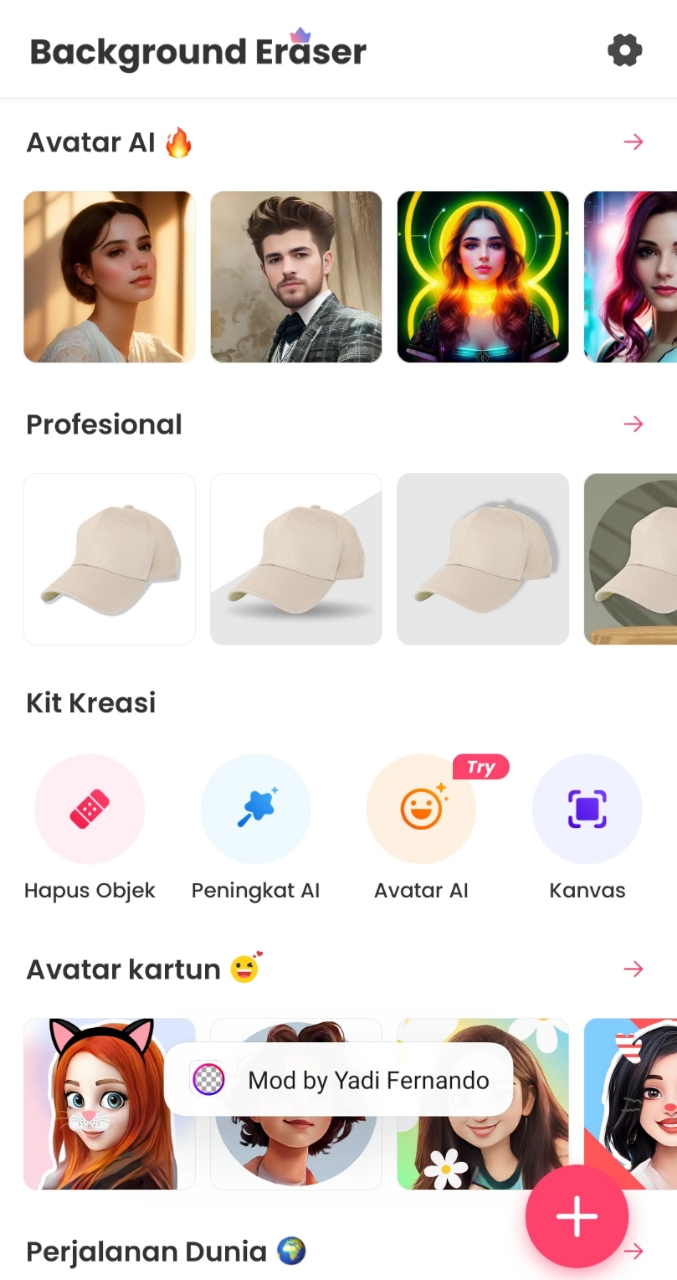 Background Eraser
Avatar AI 🔥
Profesional
Kit Kreasi
Try
Hapus Objek
Peningkat AI
Avatar AI
Kanvas
Avatar kartun
Mod by Yadi Fernando
Perjalanan Dunia 🌍